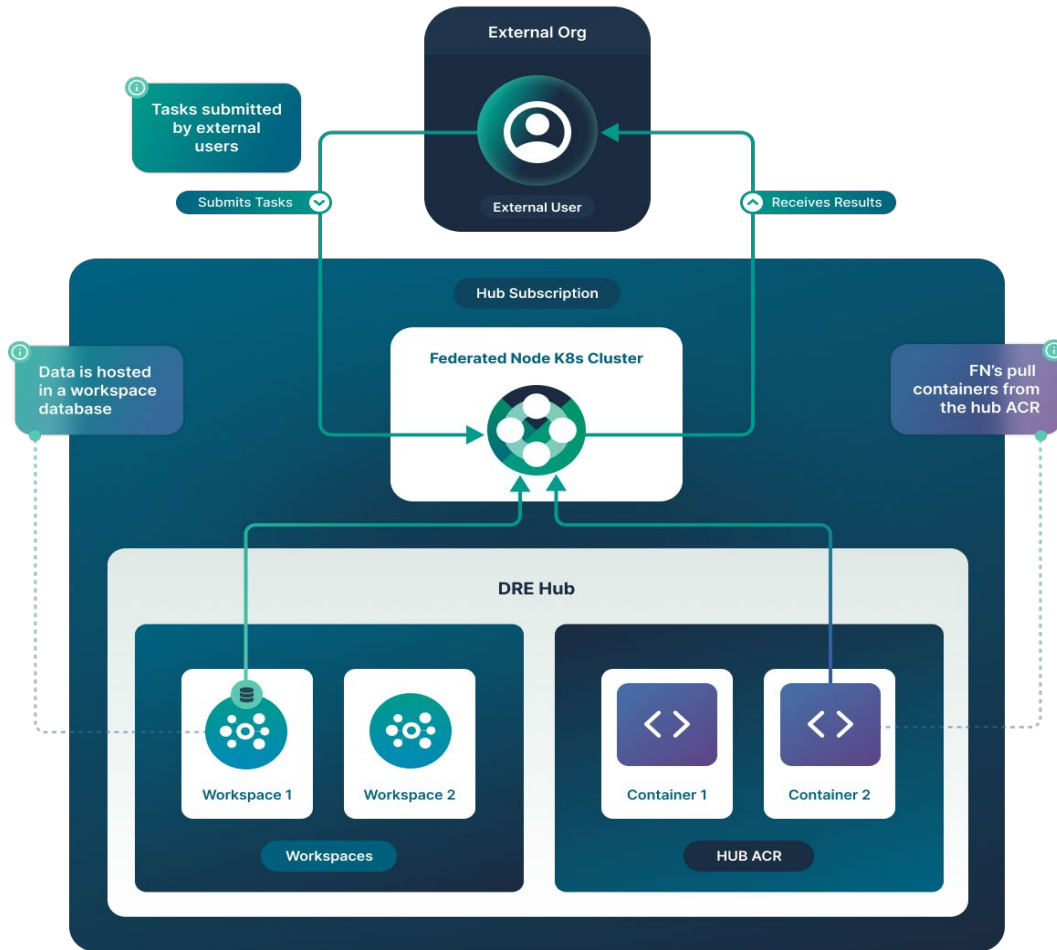 External Org
Tasks submitted
by external
users
Submits Tasks
External User
Receives Results
Hub Subscription
Federated Node K8s Cluster
Data is hosted
in a workspace
database
FN's pull
containers from
the hub ACR
DRE Hub
Workspace 1
Workspace 2
Container 1
Container 2
Workspaces
HUB ACR